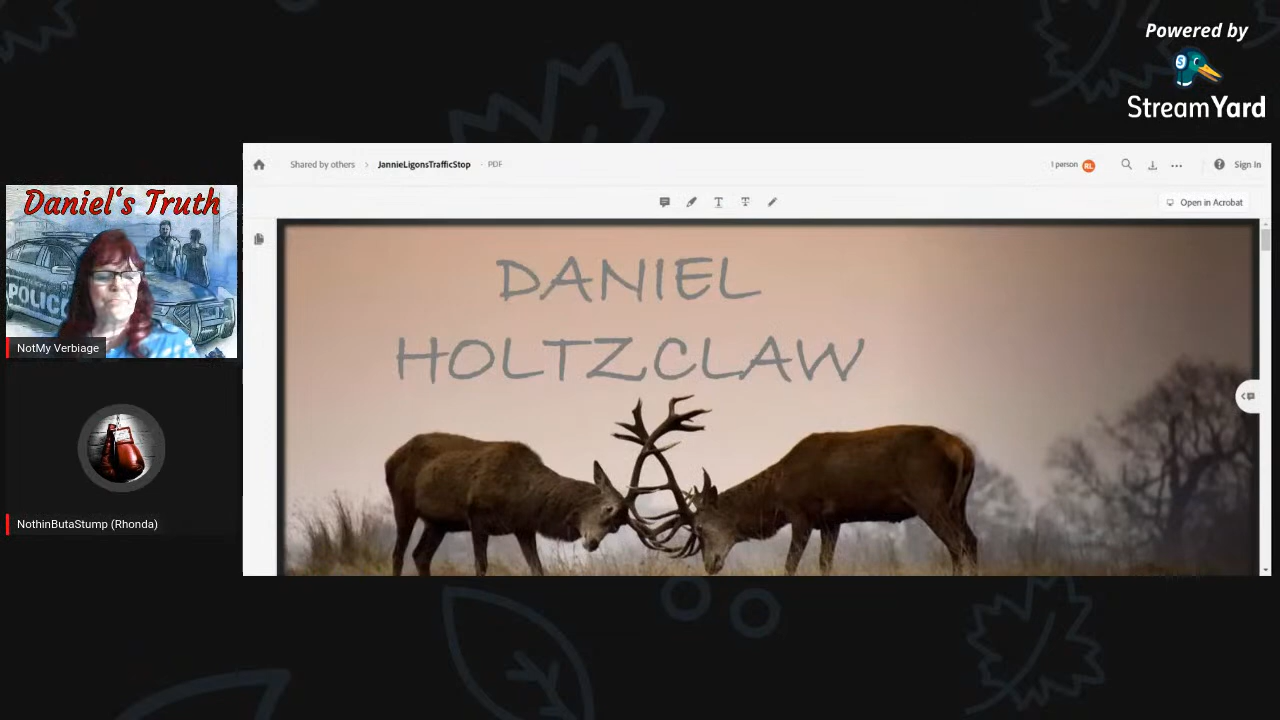 Powered by
StreamYard
Shared by others > JannieLigonsTrafficStop · PDF
1 person RL
Sign In
Open in Acrobat
Daniel's Truth
POLICE
NotMy Verbiage
NothinButaStump (Rhonda)
DANIEL
HOLTZCLAW